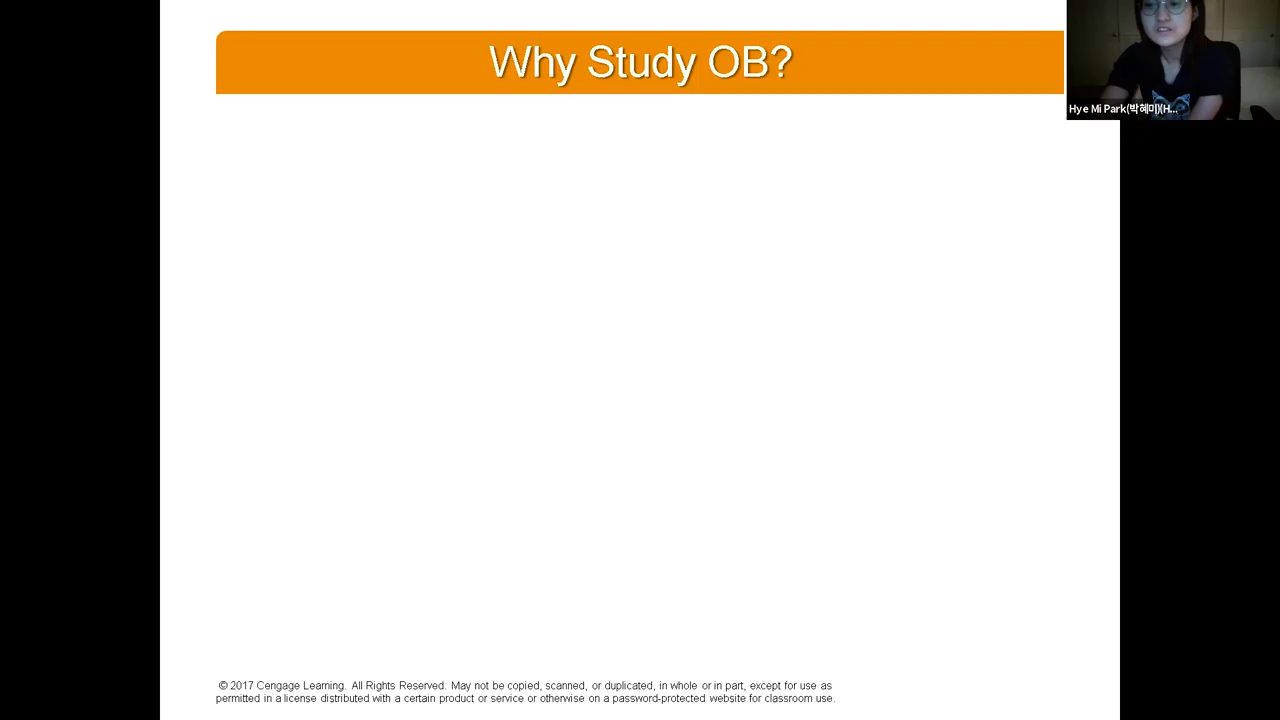 Why Study OB?
Hye Mi Park(박혜미)(H...
© 2017 Cengage Learning. All Rights Reserved. May not be copied, scanned, or duplicated, in whole or in part, except for use as
permitted in a license distributed with a certain product or service or otherwise on a password-protected website for classroom use.